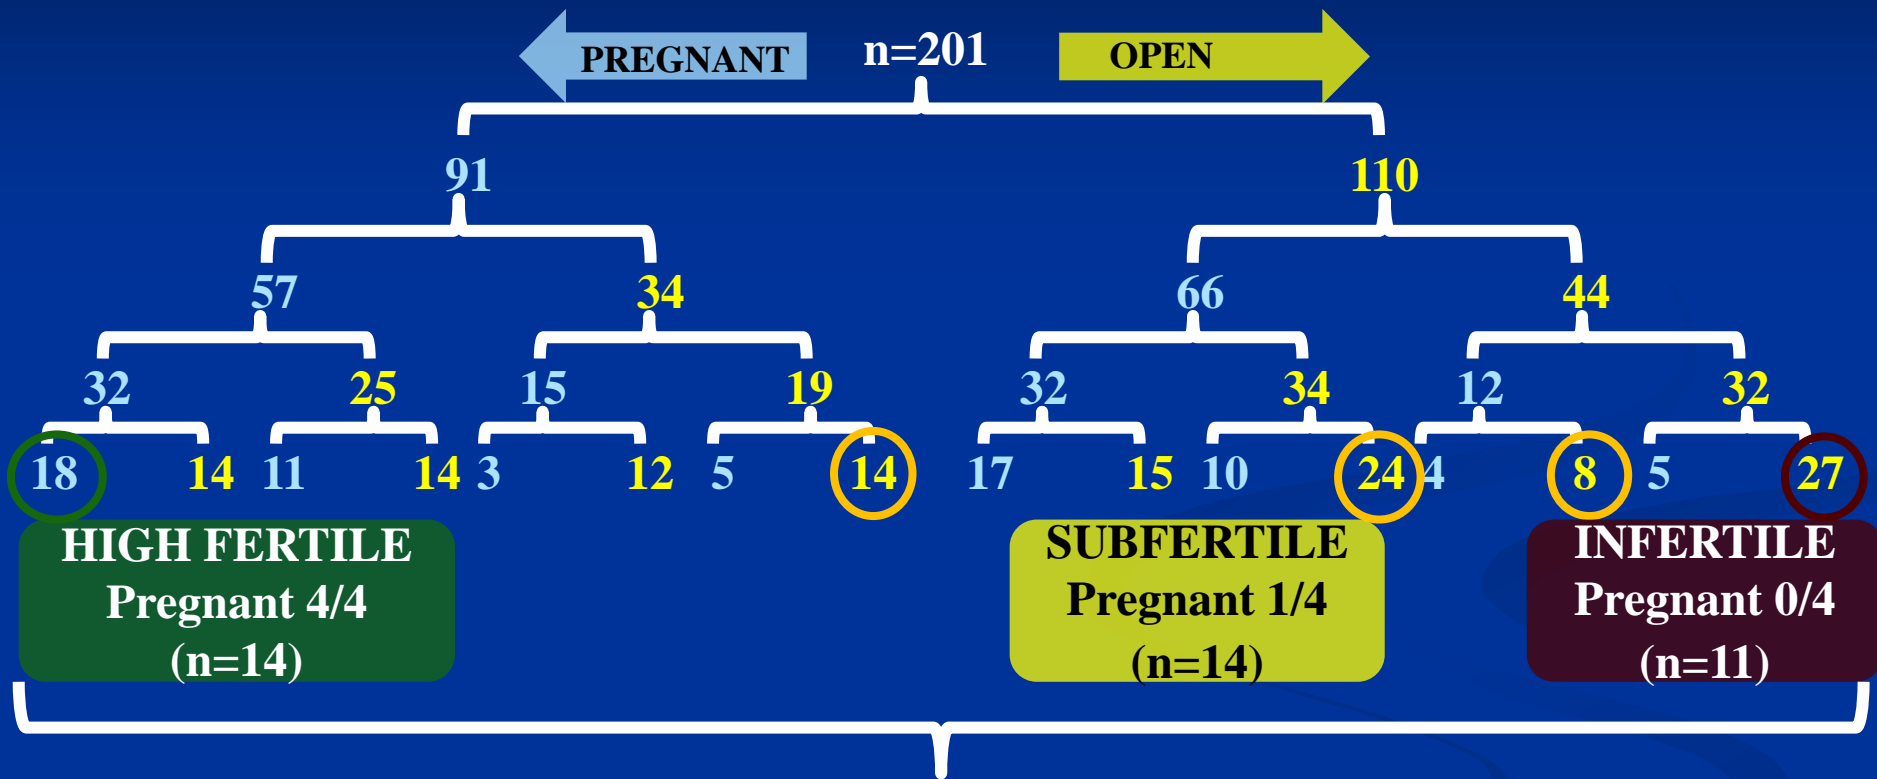 PREGNANT n=201 OPEN
91 110
57 34 66 44
32 25 15 19 32 34 12 32
18 14 11 14 3 12 5 14 17 15 10 24 4 8 5 27
HIGH FERTILE
Pregnant 4/4
(n=14)
SUBFERTILE
Pregnant 1/4
(n=14)
INFERTILE
Pregnant 0/4
(n=11)